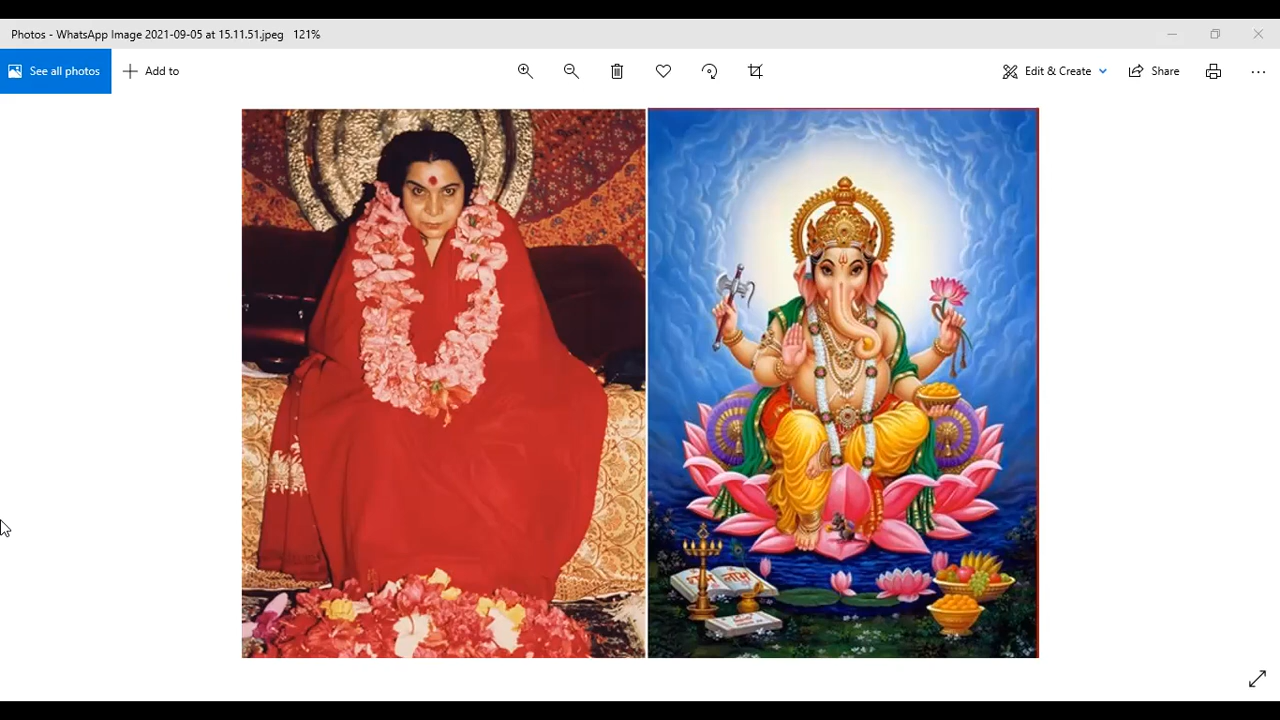 Photos - WhatsApp Image 2021-09-05 at 15.11.51.jpeg 121%
See all photos
Add to
Edit & Create
Share